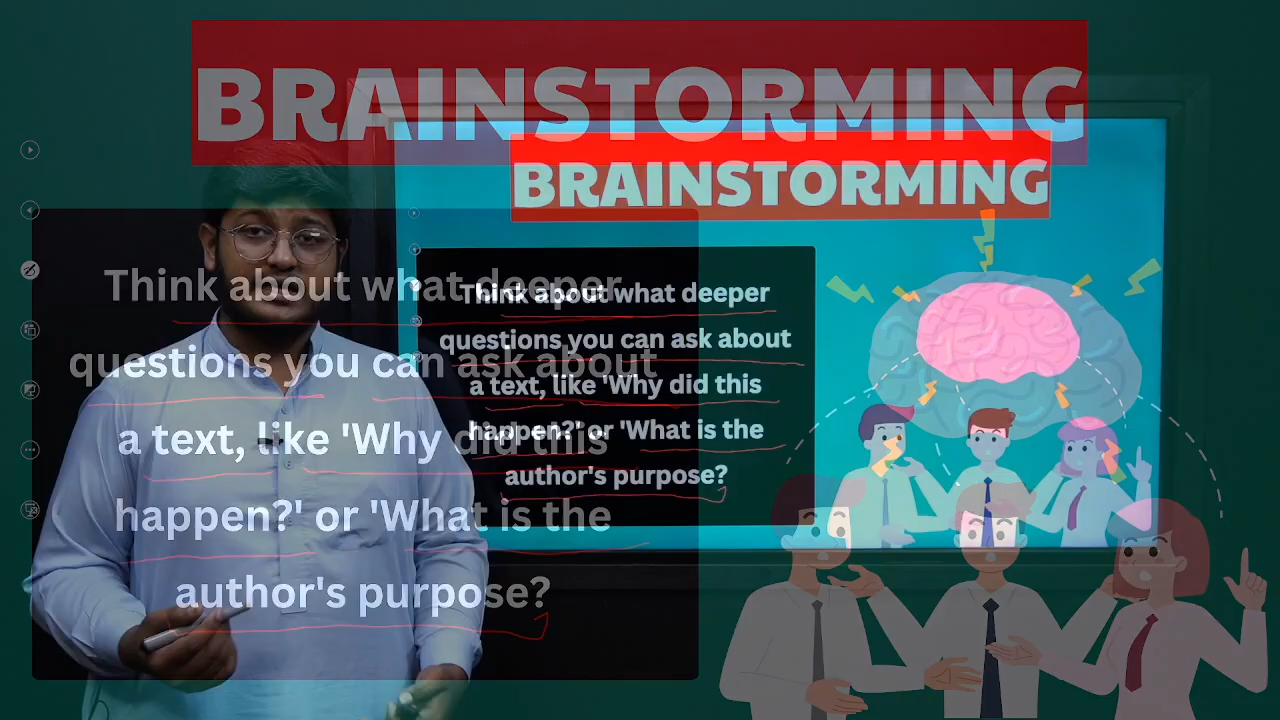 BRAINSTORMING
BRAINSTORMING
Think about what deeper
questions you can ask about
a text, like 'Why did this
happen?' or 'What is the
author's purpose?
Think about what deeper
questions you can ask about
a text, like 'Why did this
happen?' or 'What is the
author's purpose?